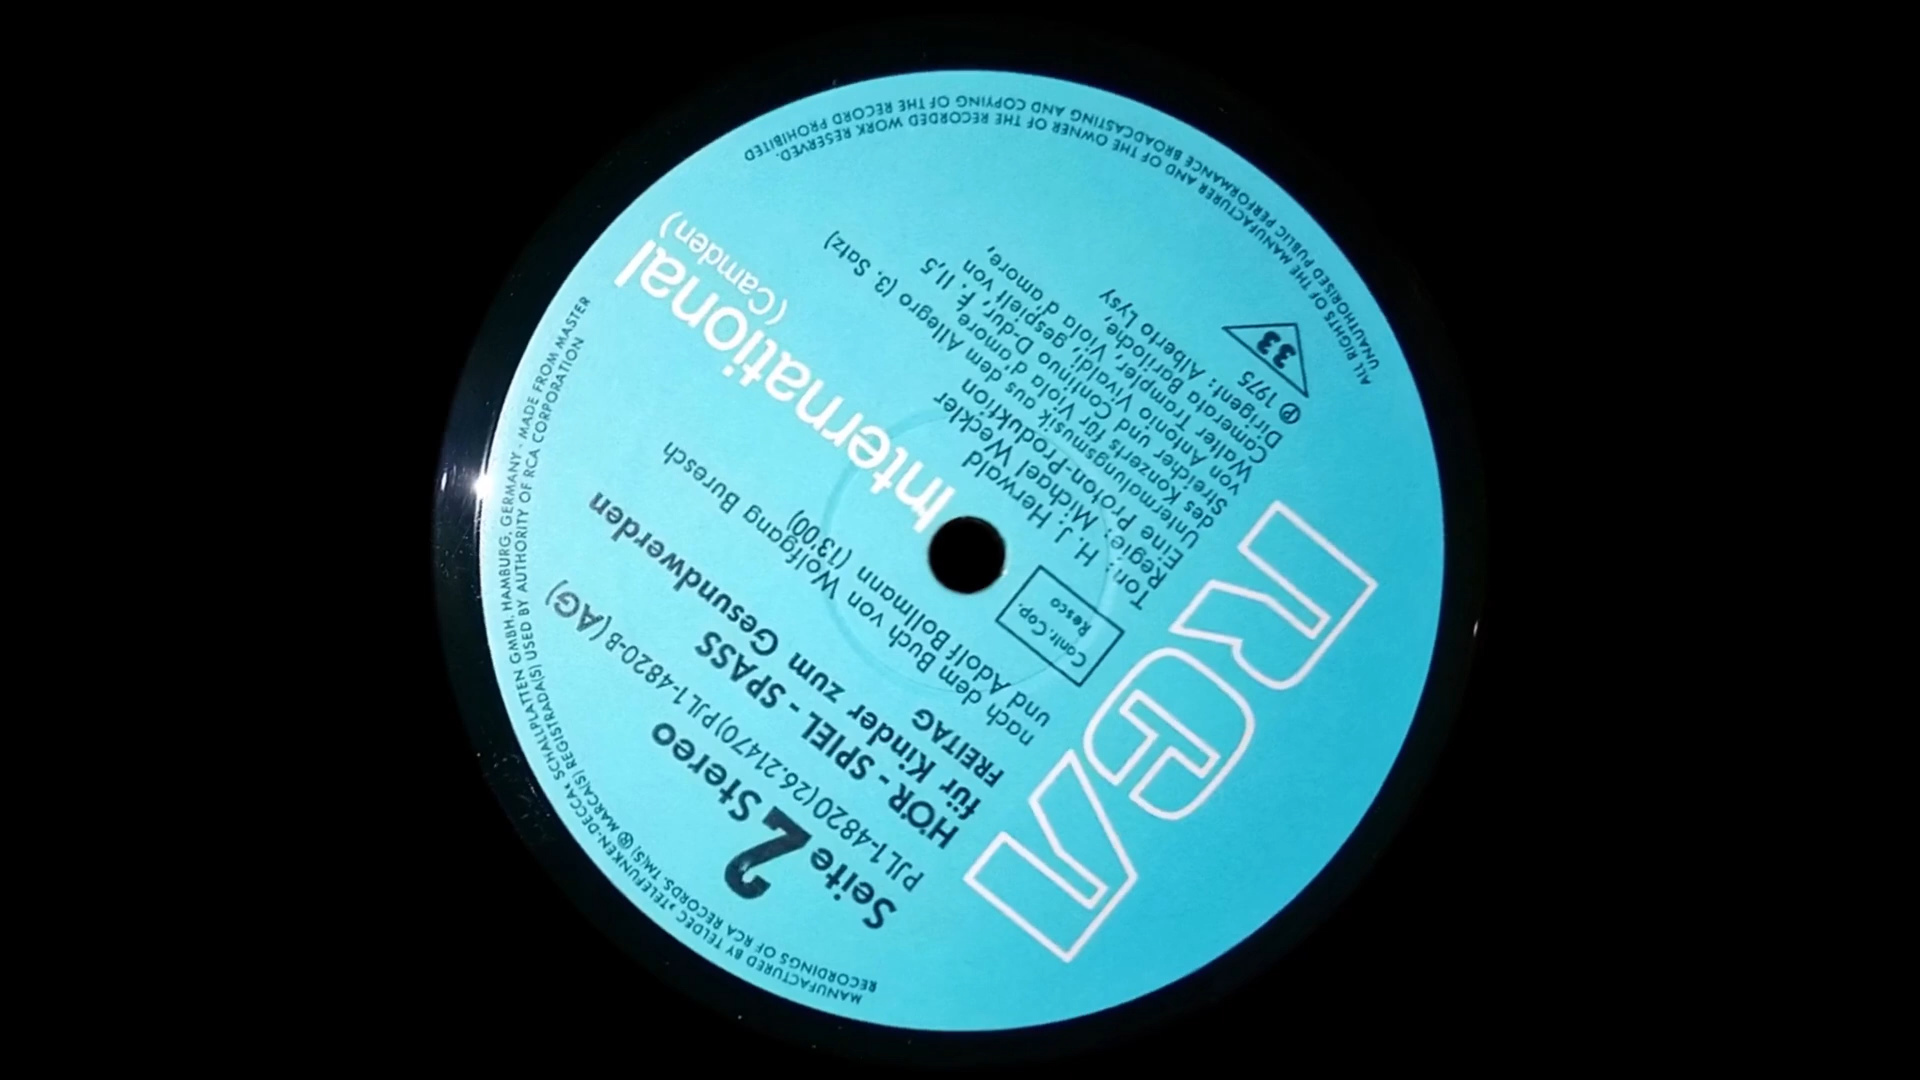 RCA
International
(Camden)
Seite 2 Stereo
PJL1-4820 (26.21470) PJL1-4820-B (AG)
HÖR - SPIEL - SPASS
für Kinder zum Gesundwerden
FREITAG
nach dem Buch von Wolfgang Buresch
und Adolf Bollmann (13'00)
Contr. Cop.
Resco
Ton: H. J. Herwald
Regie: Michael Weckler
Eine Proton-Produktion
Untermalungsmusik aus dem Allegro (3. Satz)
des Konzerts für Viola d'amore,
Streicher und Continuo D-dur, F. II,5
von Antonio Vivaldi, gespielt von
Walter Trampler, Viola d'amore,
Camerata Bariloche,
Dirigent: Alberto Lysy
℗ 1975
33
MANUFACTURED BY TELDEC »TELEFUNKEN-DECCA« SCHALLPLATTEN GMBH, HAMBURG, GERMANY · MADE FROM MASTER
RECORDINGS OF RCA RECORDS. TM(S) ® MARCA(S) REGISTRADA(S) USED BY AUTHORITY OF RCA CORPORATION
ALL RIGHTS OF THE MANUFACTURER AND OF THE OWNER OF THE RECORDED WORK RESERVED.
UNAUTHORISED PUBLIC PERFORMANCE BROADCASTING AND COPYING OF THE RECORD PROHIBITED